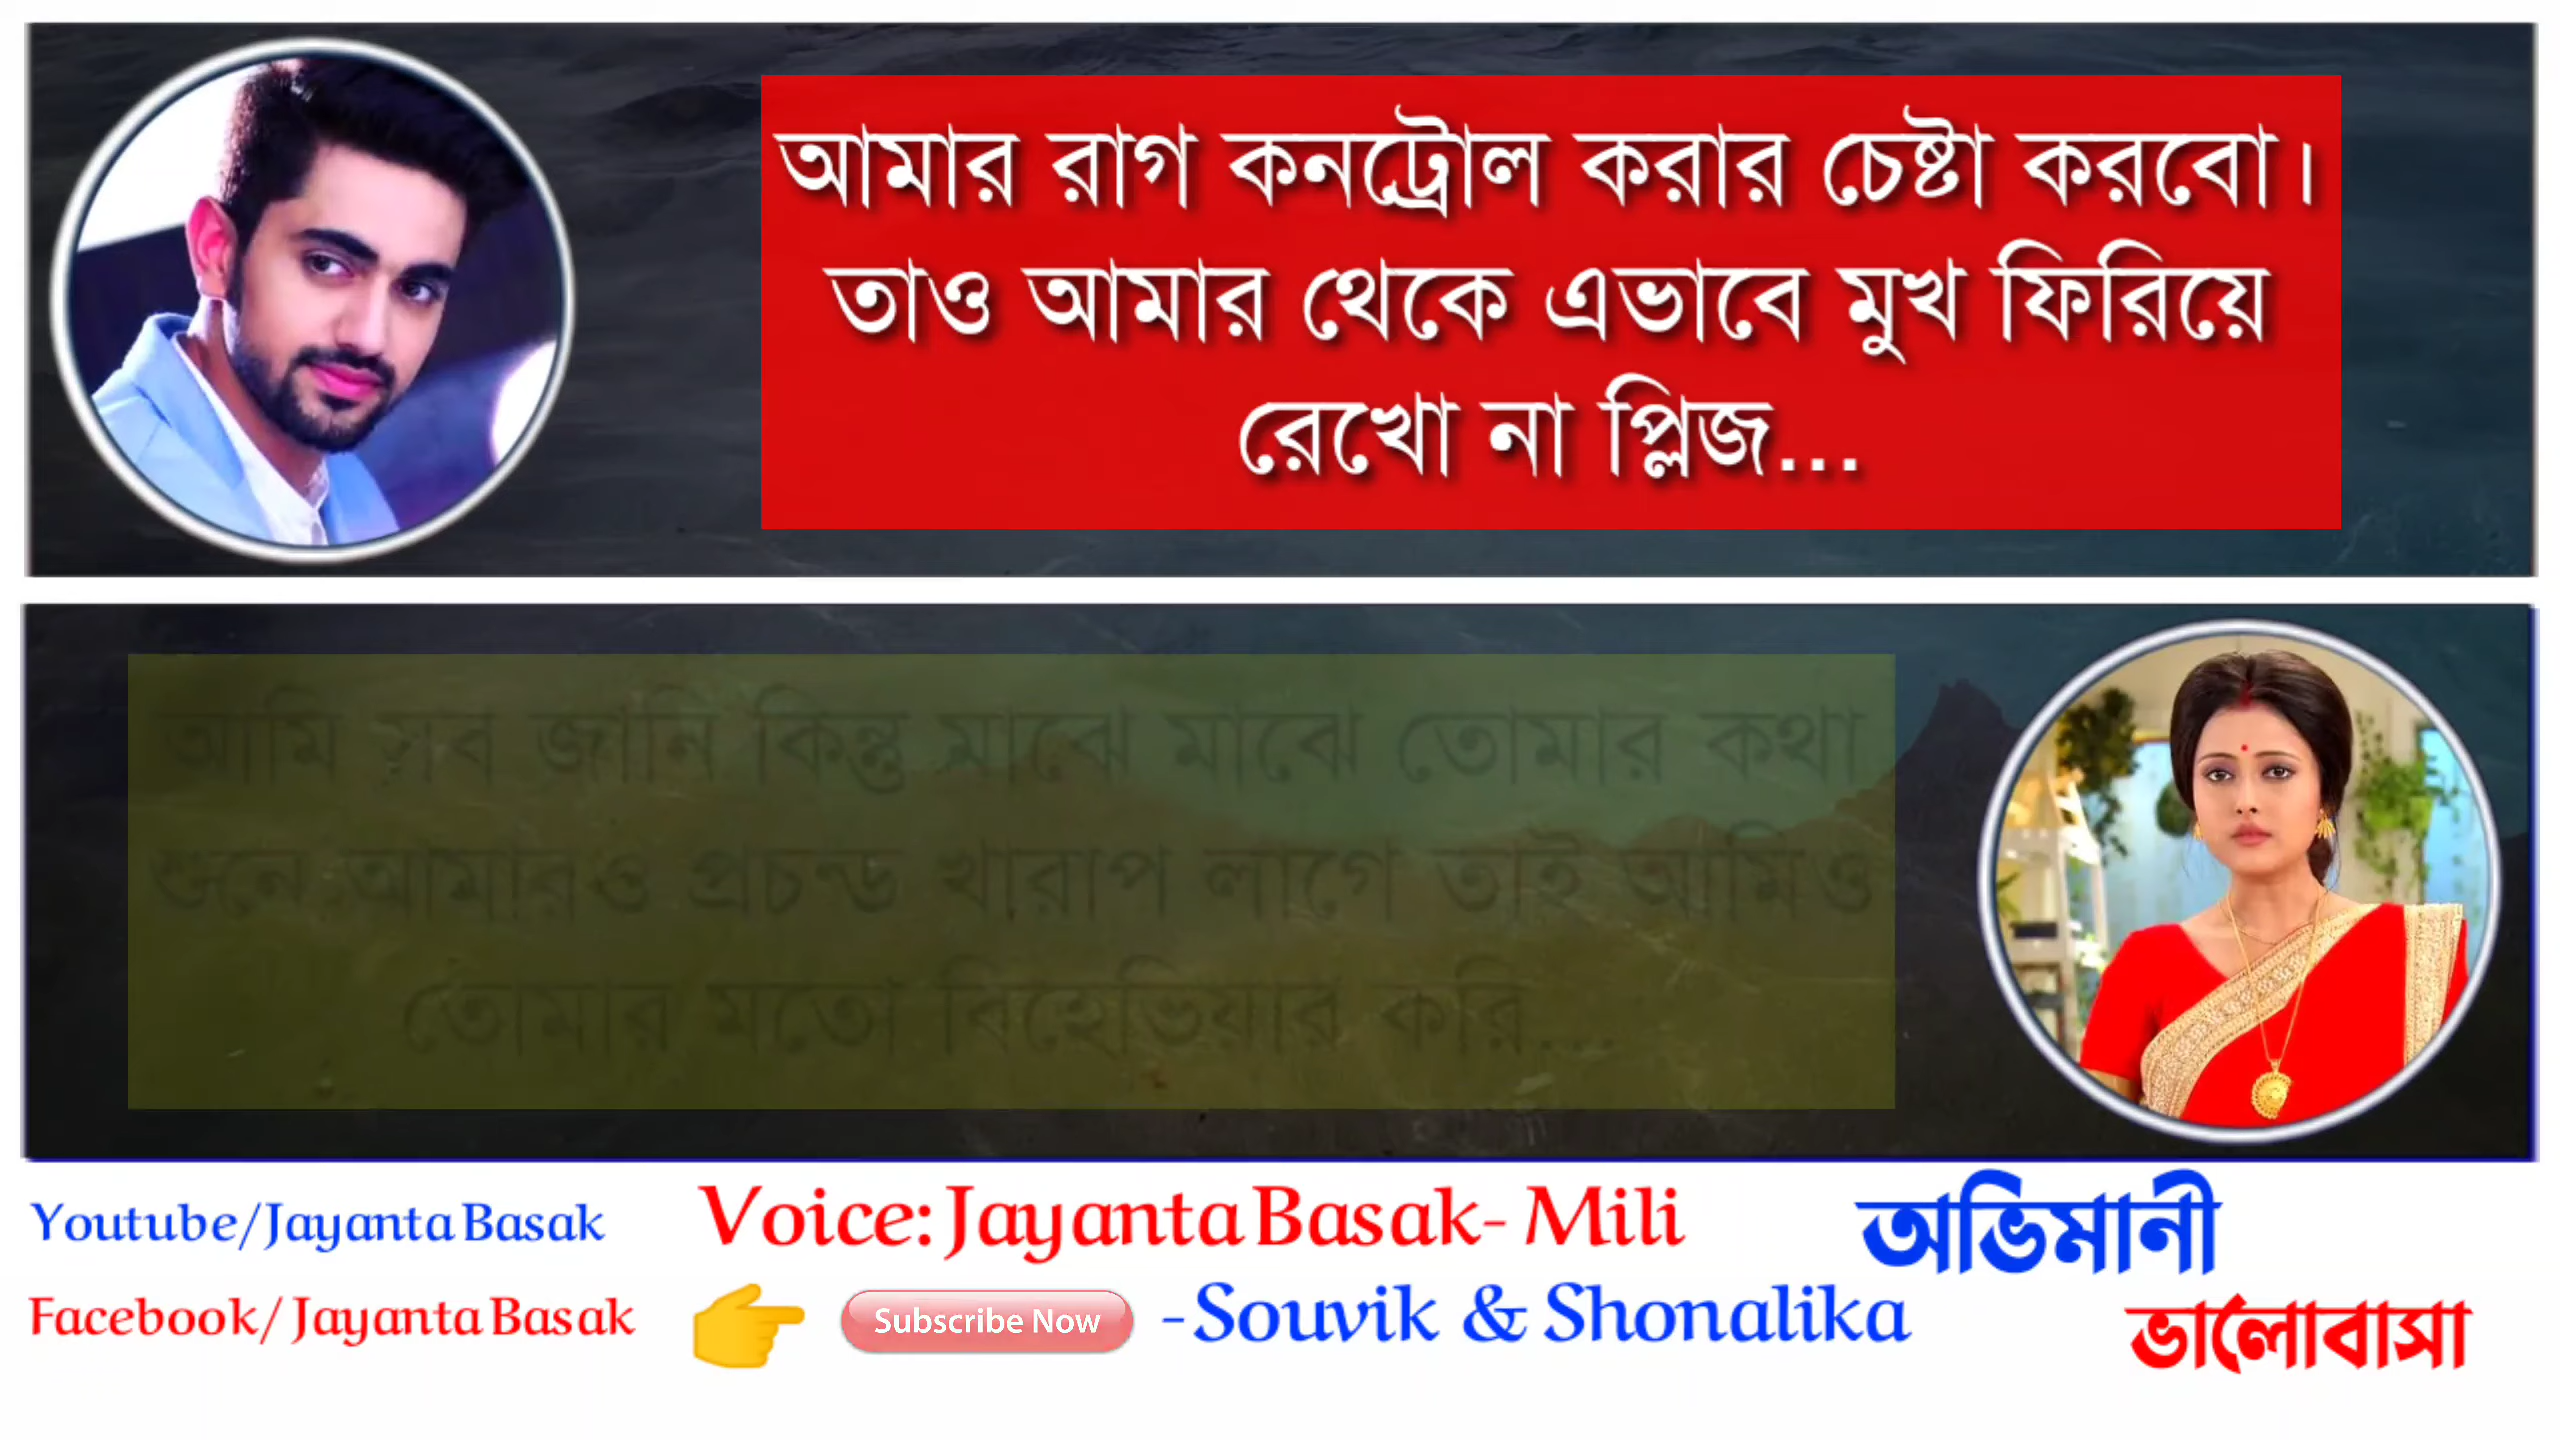 আমার রাগ কনট্রোল করার চেষ্টা করবো।
তাও আমার থেকে এভাবে মুখ ফিরিয়ে
রেখো না প্লিজ...
আমি সব জানি কিন্তু মাঝে মাঝে তোমার কথা
শুনে আমারও প্রচন্ড খারাপ লাগে তাই আমিও
তোমার মতো বিহেভিয়ার করি...
Youtube/Jayanta Basak
Voice: Jayanta Basak- Mili
অভিমানী
Facebook/ Jayanta Basak
Subscribe Now
-Souvik & Shonalika
ভালোবাসা